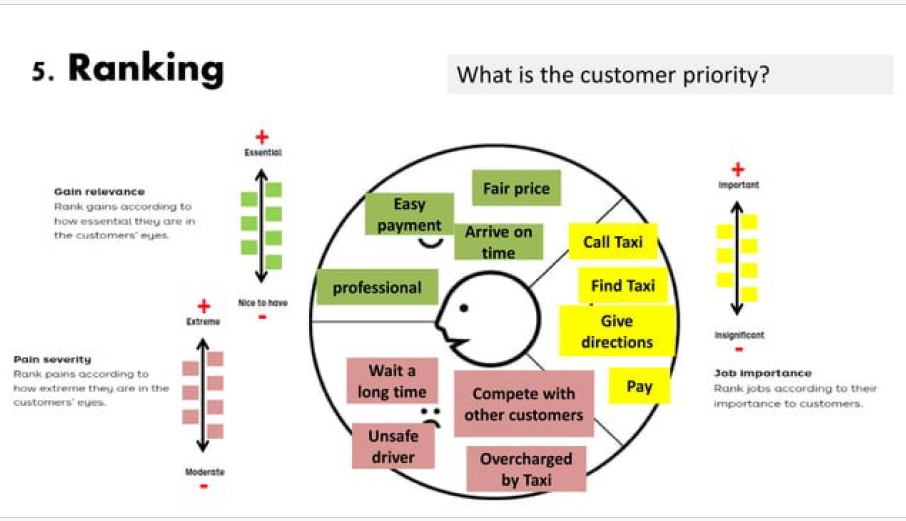 5. Ranking
What is the customer priority?
+
Essential
Gain relevance
Rank gains according to
how essential they are in
the customers' eyes.
Nice to have
-
+
Extreme
Pain severity
Rank pains according to
how extreme they are in the
customers' eyes.
Moderate
-
Fair price
Easy
payment
Arrive on
time
professional
Call Taxi
Find Taxi
Give
directions
Pay
Wait a
long time
Compete with
other customers
Unsafe
driver
Overcharged
by Taxi
+
Important
Insignificant
-
Job importance
Rank jobs according to their
importance to customers.